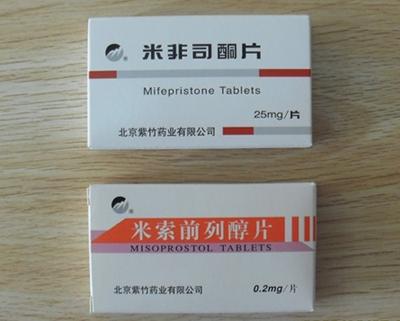 米非司酮片
Mifepristone Tablets
25mg/片
北京紫竹药业有限公司
米索前列醇片
MISOPROSTOL TABLETS
北京紫竹药业有限公司
0.2mg/片